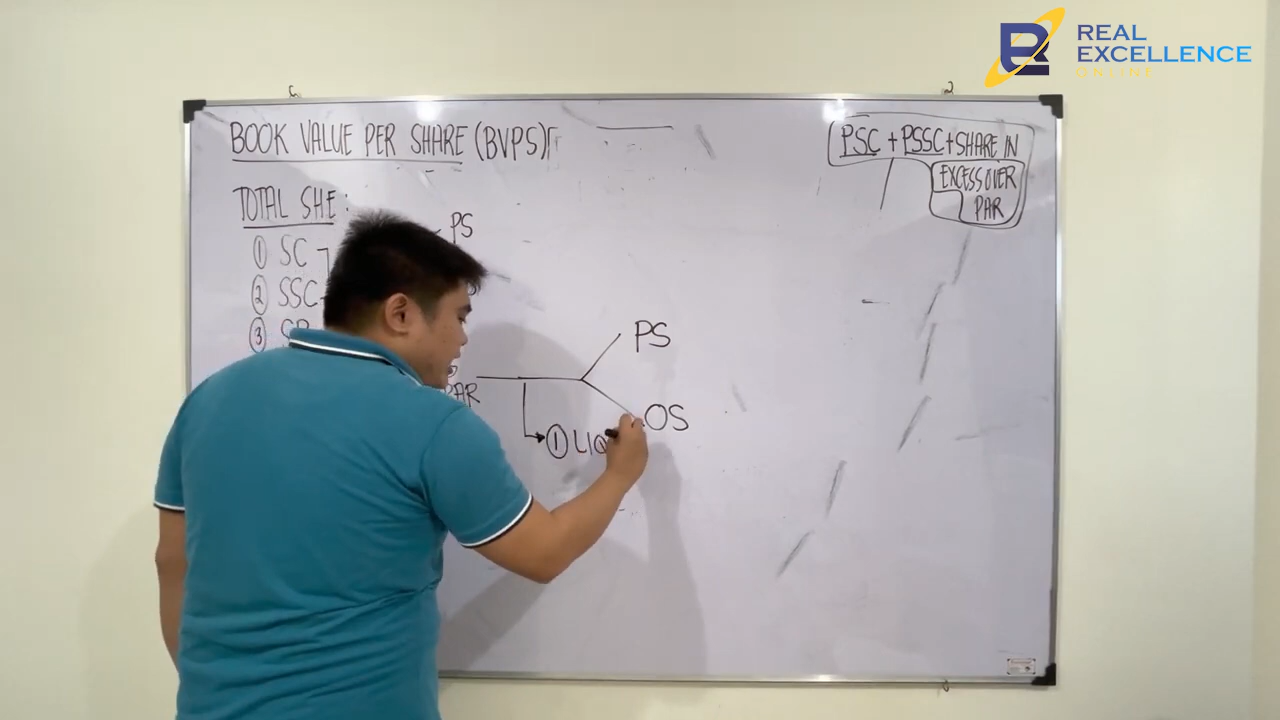 REAL
EXCELLENCE
ONLINE
BOOK VALUE PER SHARE (BVPS)
PSC + PSSC + SHARE IN
EXCESS OVER
PAR
TOTAL SHE:
① SC
PS
② SSC
③
PAR
PS
OS
① LIQ